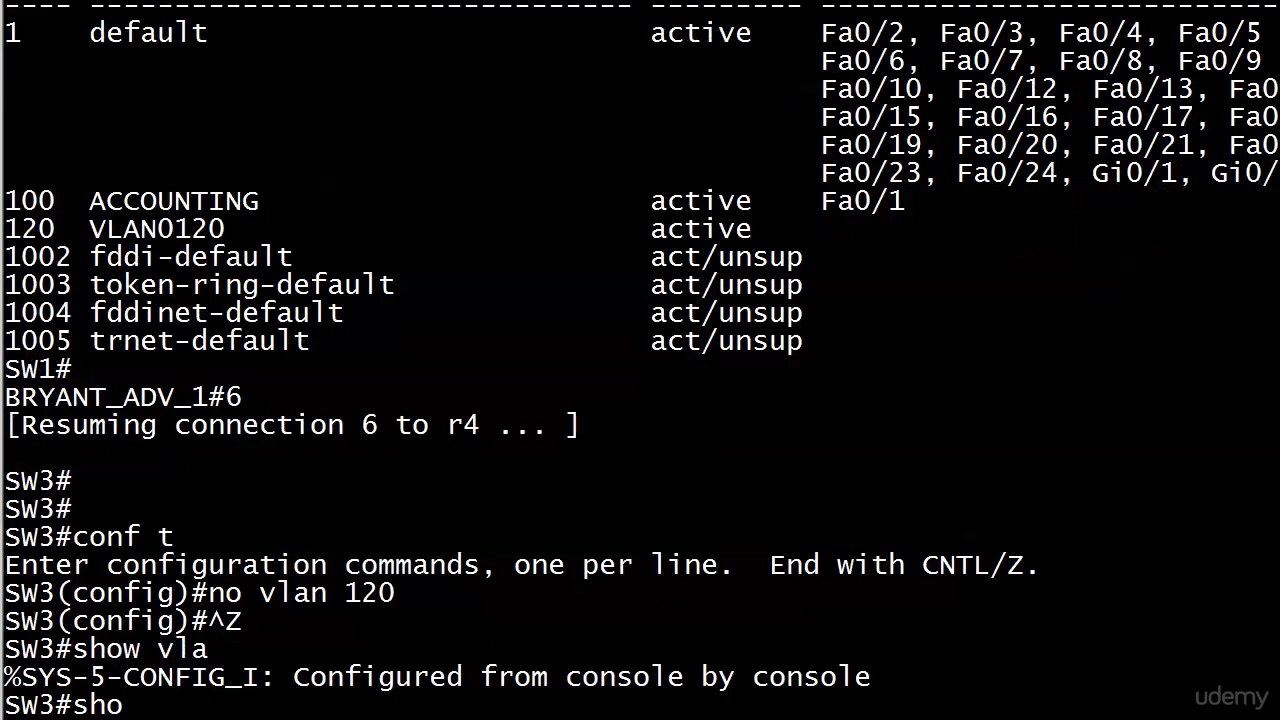 ---- -------------------------------- --------- -------------------------------
1    default                          active    Fa0/2, Fa0/3, Fa0/4, Fa0/5
Fa0/6, Fa0/7, Fa0/8, Fa0/9
Fa0/10, Fa0/12, Fa0/13, Fa0
Fa0/15, Fa0/16, Fa0/17, Fa0
Fa0/19, Fa0/20, Fa0/21, Fa0
Fa0/23, Fa0/24, Gi0/1, Gi0/
100  ACCOUNTING                       active    Fa0/1
120  VLAN0120                         active
1002 fddi-default                     act/unsup
1003 token-ring-default               act/unsup
1004 fddinet-default                  act/unsup
1005 trnet-default                    act/unsup
SW1#
BRYANT_ADV_1#6
[Resuming connection 6 to r4 ... ]
SW3#
SW3#
SW3#conf t
Enter configuration commands, one per line.  End with CNTL/Z.
SW3(config)#no vlan 120
SW3(config)#^Z
SW3#show vla
%SYS-5-CONFIG_I: Configured from console by console
SW3#sho
udemy